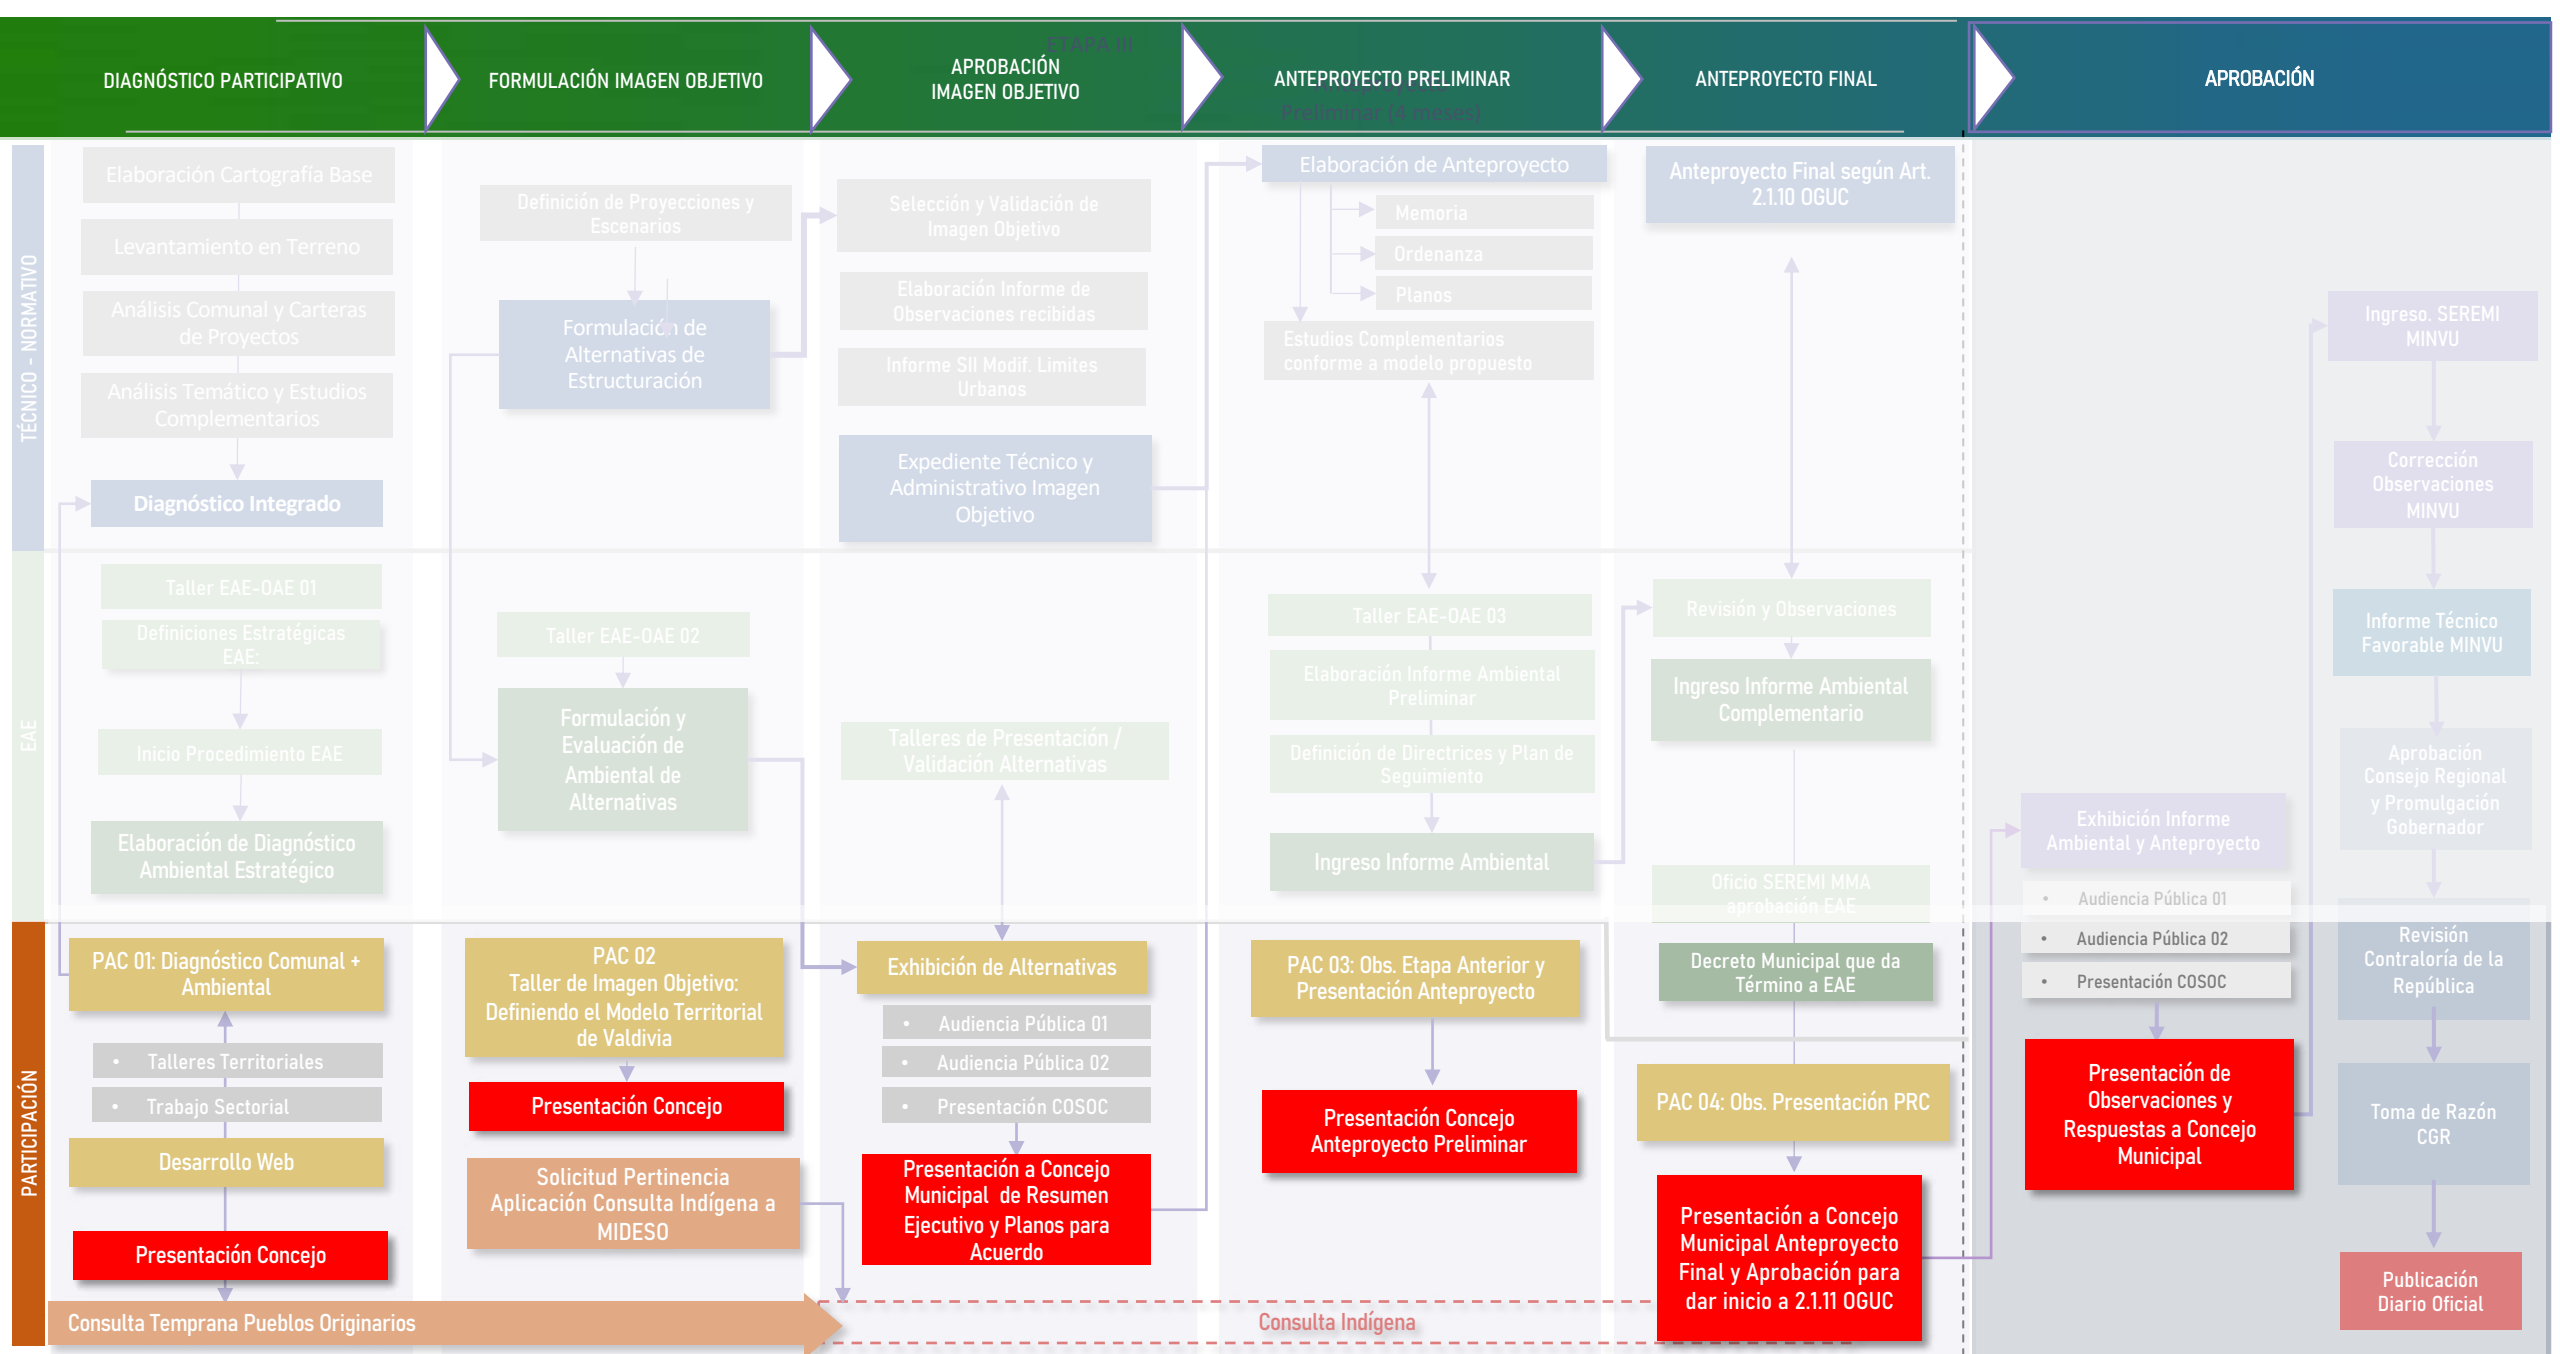 ETAPA III
DIAGNÓSTICO PARTICIPATIVO
FORMULACIÓN IMAGEN OBJETIVO
APROBACIÓN
IMAGEN OBJETIVO
ANTEPROYECTO PRELIMINAR
Preliminar (4 meses)
ANTEPROYECTO FINAL
APROBACIÓN
TÉCNICO - NORMATIVO
Elaboración Cartografía Base
Levantamiento en Terreno
Análisis Comunal y Carteras
de Proyectos
Análisis Temático y Estudios
Complementarios
Diagnóstico Integrado
Definición de Proyecciones y
Escenarios
Formulación de
Alternativas de
Estructuración
Selección y Validación de
Imagen Objetivo
Elaboración Informe de
Observaciones recibidas
Informe SII Modif. Limites
Urbanos
Expediente Técnico y
Administrativo Imagen
Objetivo
Elaboración de Anteproyecto
Memoria
Ordenanza
Planos
Estudios Complementarios
conforme a modelo propuesto
Anteproyecto Final según Art.
2.1.10 OGUC
EAE
Taller EAE-OAE 01
Definiciones Estratégicas
EAE:
Inicio Procedimiento EAE
Elaboración de Diagnóstico
Ambiental Estratégico
Taller EAE-OAE 02
Formulación y
Evaluación de
Ambiental de
Alternativas
Talleres de Presentación /
Validación Alternativas
Taller EAE-OAE 03
Elaboración Informe Ambiental
Preliminar
Definición de Directrices y Plan de
Seguimiento
Ingreso Informe Ambiental
Revisión y Observaciones
Ingreso Informe Ambiental
Complementario
Oficio SEREMI MMA
aprobación EAE
PARTICIPACIÓN
PAC 01: Diagnóstico Comunal +
Ambiental
• Talleres Territoriales
• Trabajo Sectorial
Desarrollo Web
Presentación Concejo
Consulta Temprana Pueblos Originarios
PAC 02
Taller de Imagen Objetivo:
Definiendo el Modelo Territorial
de Valdivia
Presentación Concejo
Solicitud Pertinencia
Aplicación Consulta Indígena a
MIDESO
Exhibición de Alternativas
• Audiencia Pública 01
• Audiencia Pública 02
• Presentación COSOC
Presentación a Concejo
Municipal de Resumen
Ejecutivo y Planos para
Acuerdo
Consulta Indígena
PAC 03: Obs. Etapa Anterior y
Presentación Anteproyecto
Presentación Concejo
Anteproyecto Preliminar
Decreto Municipal que da
Término a EAE
PAC 04: Obs. Presentación PRC
Presentación a Concejo
Municipal Anteproyecto
Final y Aprobación para
dar inicio a 2.1.11 OGUC
Exhibición Informe
Ambiental y Anteproyecto
• Audiencia Pública 01
• Audiencia Pública 02
• Presentación COSOC
Presentación de
Observaciones y
Respuestas a Concejo
Municipal
Ingreso. SEREMI
MINVU
Corrección
Observaciones
MINVU
Informe Técnico
Favorable MINVU
Aprobación
Consejo Regional
y Promulgación
Gobernador
Revisión
Contraloría de la
República
Toma de Razón
CGR
Publicación
Diario Oficial